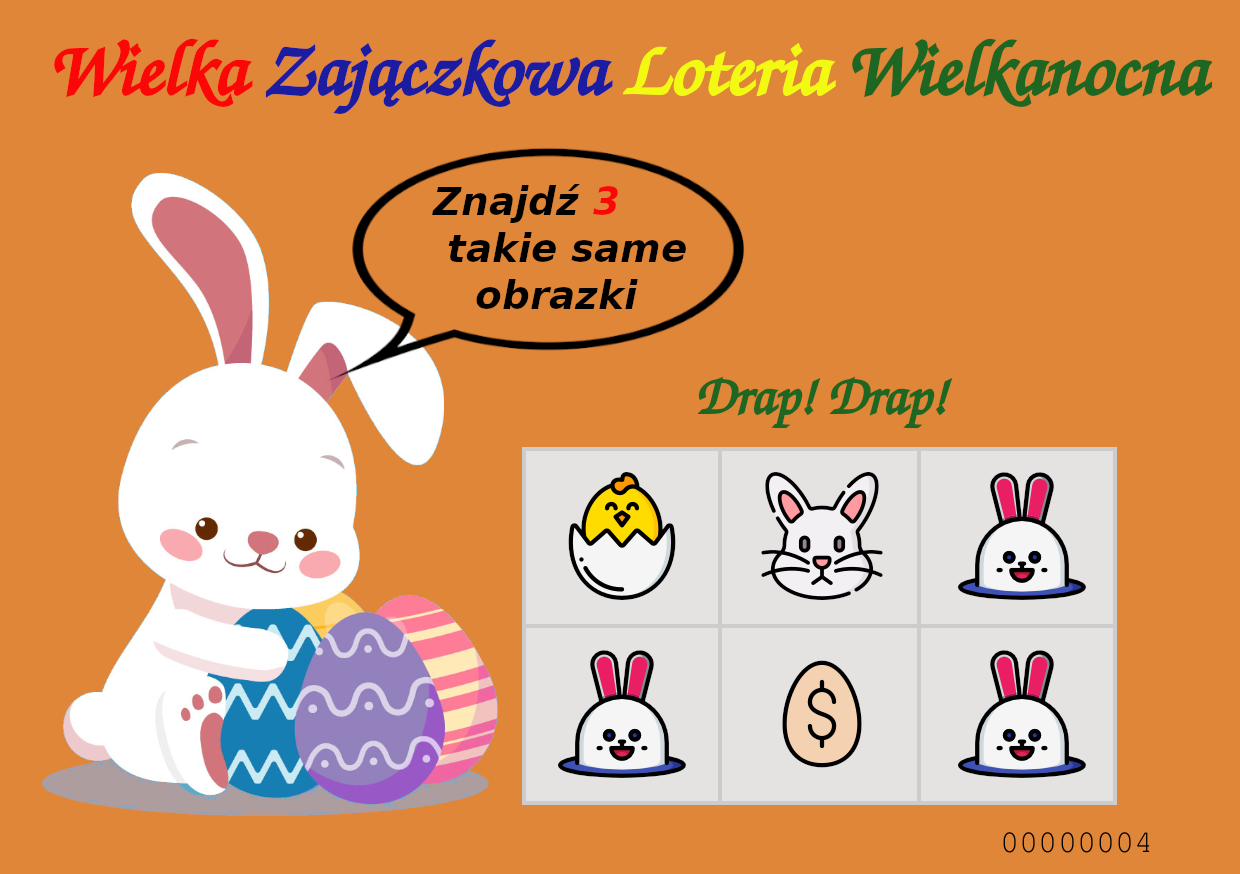 Wielka Zajączkowa Loteria Wielkanocna
Znajdź 3
takie same
obrazki
Drap! Drap!
$
00000004